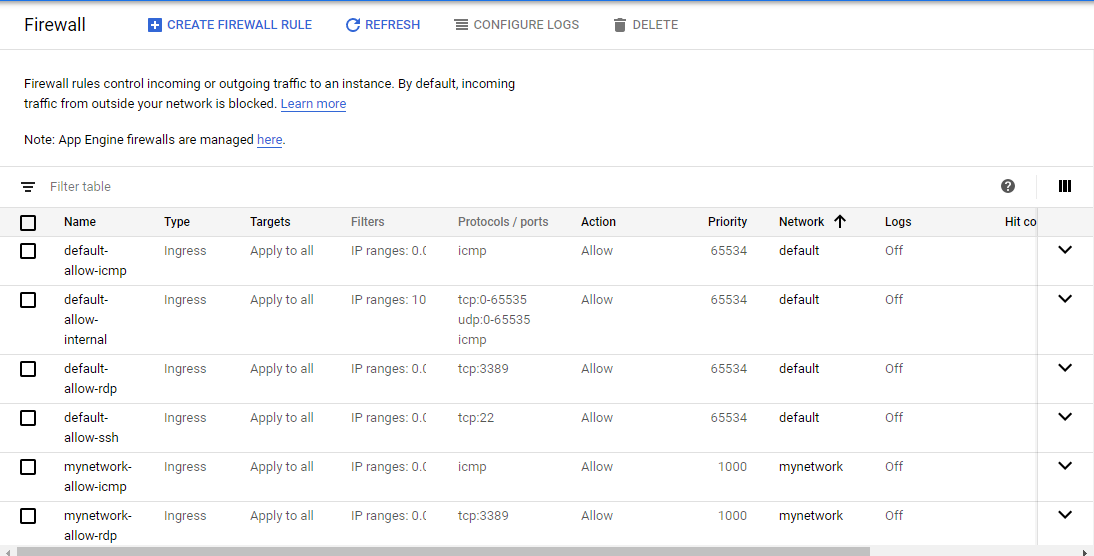 Firewall
CREATE FIREWALL RULE
REFRESH
CONFIGURE LOGS
DELETE
Firewall rules control incoming or outgoing traffic to an instance. By default, incoming
traffic from outside your network is blocked. Learn more
Note: App Engine firewalls are managed here.
Filter table
Name Type Targets Filters Protocols / ports Action Priority Network Logs Hit co
default- Ingress Apply to all IP ranges: 0.0 icmp Allow 65534 default Off
allow-icmp
default- Ingress Apply to all IP ranges: 10 tcp:0-65535 Allow 65534 default Off
allow- udp:0-65535
internal icmp
default- Ingress Apply to all IP ranges: 0.0 tcp:3389 Allow 65534 default Off
allow-rdp
default- Ingress Apply to all IP ranges: 0.0 tcp:22 Allow 65534 default Off
allow-ssh
mynetwork- Ingress Apply to all IP ranges: 0.0 icmp Allow 1000 mynetwork Off
allow-icmp
mynetwork- Ingress Apply to all IP ranges: 0.0 tcp:3389 Allow 1000 mynetwork Off
allow-rdp